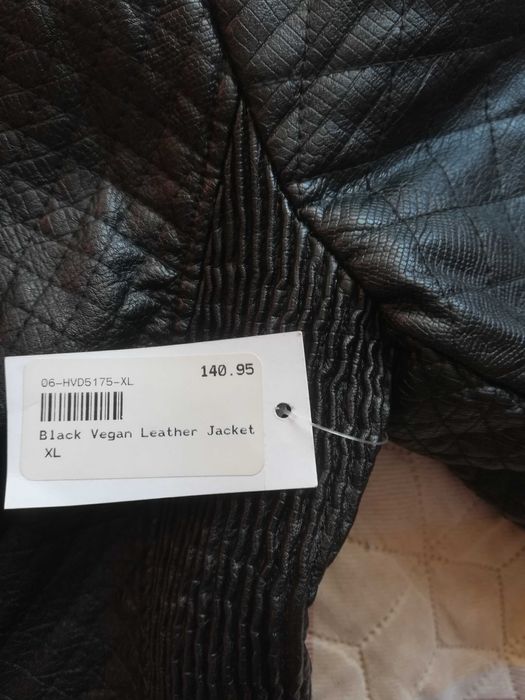 140.95
06-HVD5175-XL
Black Vegan Leather Jacket
XL